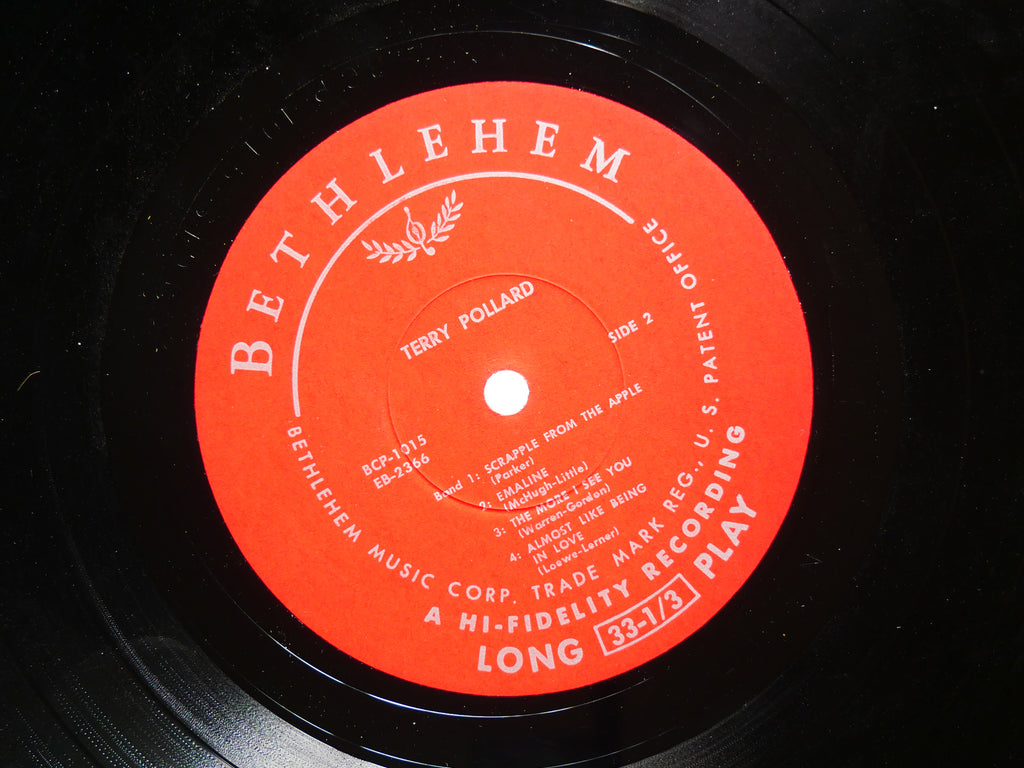 BETHLEHEM
TERRY POLLARD
SIDE 2
BCP-1015
EB-2366
Band 1: SCRAPPLE FROM THE APPLE
(Parker)
2: EMALINE
(McHugh-Little)
3: THE MORE I SEE YOU
(Warren-Gordon)
4: ALMOST LIKE BEING
IN LOVE
(Loewe-Lerner)
BETHLEHEM MUSIC CORP. TRADE MARK REG., U. S. PATENT OFFICE
A HI-FIDELITY RECORDING
LONG 33-1/3 PLAY